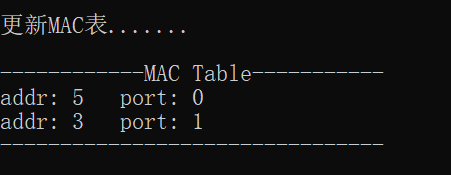 更新MAC表.......
------------MAC Table-----------
addr: 5   port: 0
addr: 3   port: 1
--------------------------------